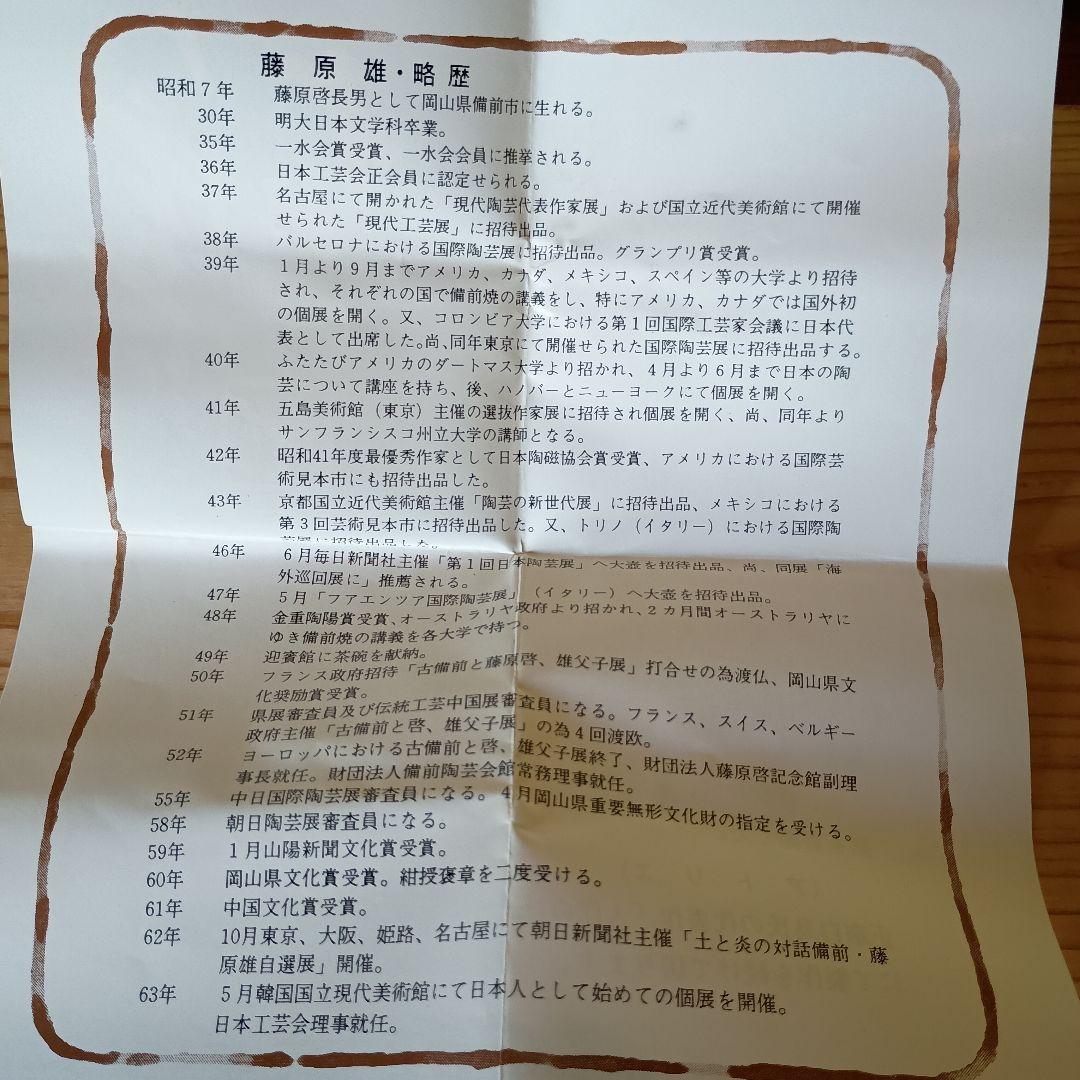 藤原雄・略歴
昭和7年 藤原啓長男として岡山県備前市に生れる。
30年 明大日本文学科卒業。
35年 一水会賞受賞、一水会会員に推挙される。
36年 日本工芸会正会員に認定せられる。
37年 名古屋にて開かれた「現代陶芸代表作家展」および国立近代美術館にて開催
せられた「現代工芸展」に招待出品。
38年 バルセロナにおける国際陶芸展に招待出品。グランプリ賞受賞。
39年 1月より9月までアメリカ、カナダ、メキシコ、スペイン等の大学より招待
され、それぞれの国で備前焼の講義をし、特にアメリカ、カナダでは国外初
の個展を開く。又、コロンビア大学における第1回国際工芸家会議に日本代
表として出席した。尚、同年東京にて開催せられた国際陶芸展に招待出品する。
40年 ふたたびアメリカのダートマス大学より招かれ、4月より6月まで日本の陶
芸について講座を持ち、後、ハノバーとニューヨークにて個展を開く。
41年 五島美術館（東京）主催の選抜作家展に招待され個展を開く、尚、同年より
サンフランシスコ州立大学の講師となる。
42年 昭和41年度最優秀作家として日本陶磁協会賞受賞、アメリカにおける国際芸
術見本市にも招待出品した。
43年 京都国立近代美術館主催「陶芸の新世代展」に招待出品、メキシコにおける
第3回芸術見本市に招待出品した。又、トリノ（イタリー）における国際陶
芸展に招待出品した。
46年 6月毎日新聞社主催「第1回日本陶芸展」へ大壺を招待出品、尚、同展「海
外巡回展に」推薦される。
47年 5月「フアエンツア国際陶芸展」（イタリー）へ大壺を招待出品。
48年 金重陶陽賞受賞、オーストラリヤ政府より招かれ、2カ月間オーストラリヤに
ゆき備前焼の講義を各大学で持つ。
49年 迎賓館に茶碗を献納。
50年 フランス政府招待「古備前と藤原啓、雄父子展」打合せの為渡仏、岡山県文
化奨励賞受賞。
51年 県展審査員及び伝統工芸中国展審査員になる。フランス、スイス、ベルギー
政府主催「古備前と啓、雄父子展」の為4回渡欧。
52年 ヨーロッパにおける古備前と啓、雄父子展終了、財団法人藤原啓記念館副理
事長就任。財団法人備前陶芸会館常務理事就任。
55年 中日国際陶芸展審査員になる。4月岡山県重要無形文化財の指定を受ける。
58年 朝日陶芸展審査員になる。
59年 1月山陽新聞文化賞受賞。
60年 岡山県文化賞受賞。紺授褒章を二度受ける。
61年 中国文化賞受賞。
62年 10月東京、大阪、姫路、名古屋にて朝日新聞社主催「土と炎の対話備前・藤
原雄自選展」開催。
63年 5月韓国国立現代美術館にて日本人として始めての個展を開催。
日本工芸会理事就任。